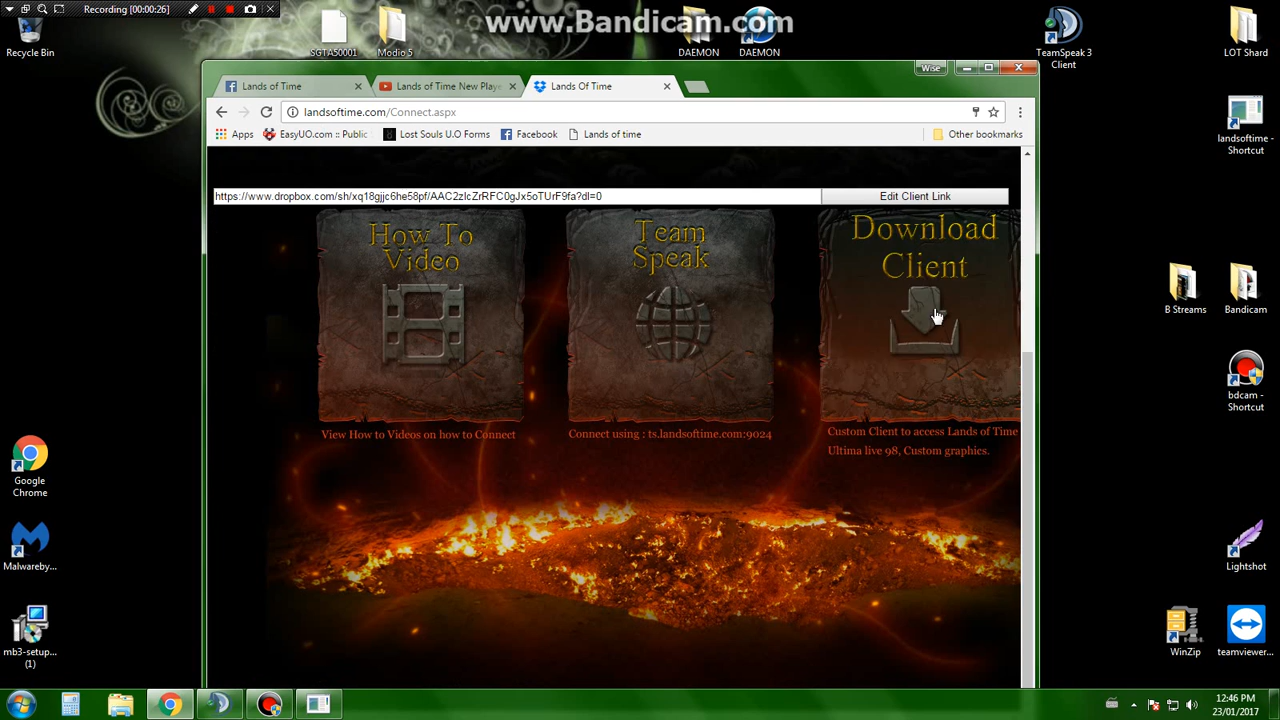 Recording [00:00:26]
www.Bandicam.com
Recycle Bin
SGTA50001
Modio 5
DAEMON
DAEMON
TeamSpeak 3
Client
LOT Shard
Wise
Lands of Time
Lands of Time New Playe
Lands Of Time
landsoftime.com/Connect.aspx
Apps
EasyUO.com :: Public
Lost Souls U.O Forms
Facebook
Lands of time
Other bookmarks
landsoftime -
Shortcut
https://www.dropbox.com/sh/xq18gjjc6he58pf/AAC2zIcZrRFC0gJx5oTUrF9fa?dl=0
Edit Client Link
How To
Video
Team
Speak
Download
Client
View How to Videos on how to Connect
Connect using : ts.landsoftime.com:9024
Custom Client to access Lands of Time
Ultima live 98, Custom graphics.
B Streams
Bandicam
bdcam -
Shortcut
Google
Chrome
Malwareby...
Lightshot
mb3-setup...
(1)
WinZip
teamviewer...
12:46 PM
23/01/2017